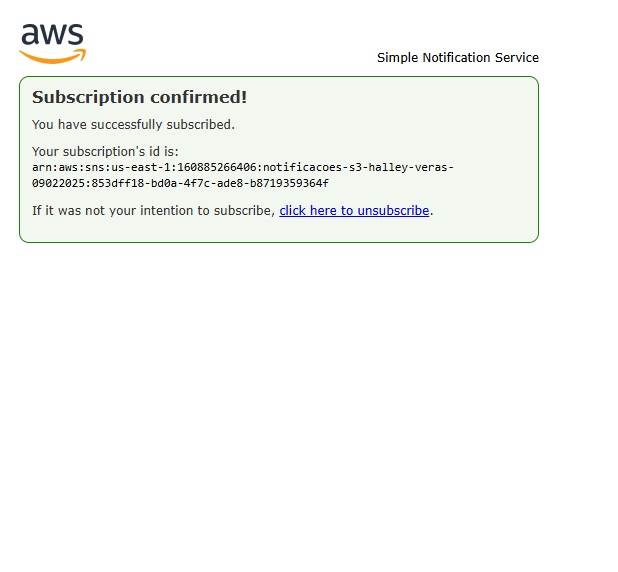 aws
Simple Notification Service
Subscription confirmed!
You have successfully subscribed.
Your subscription's id is:
arn:aws:sns:us-east-1:160885266406:notificacoes-s3-halley-veras-
09022025:853dff18-bd0a-4f7c-ade8-b8719359364f
If it was not your intention to subscribe, click here to unsubscribe.